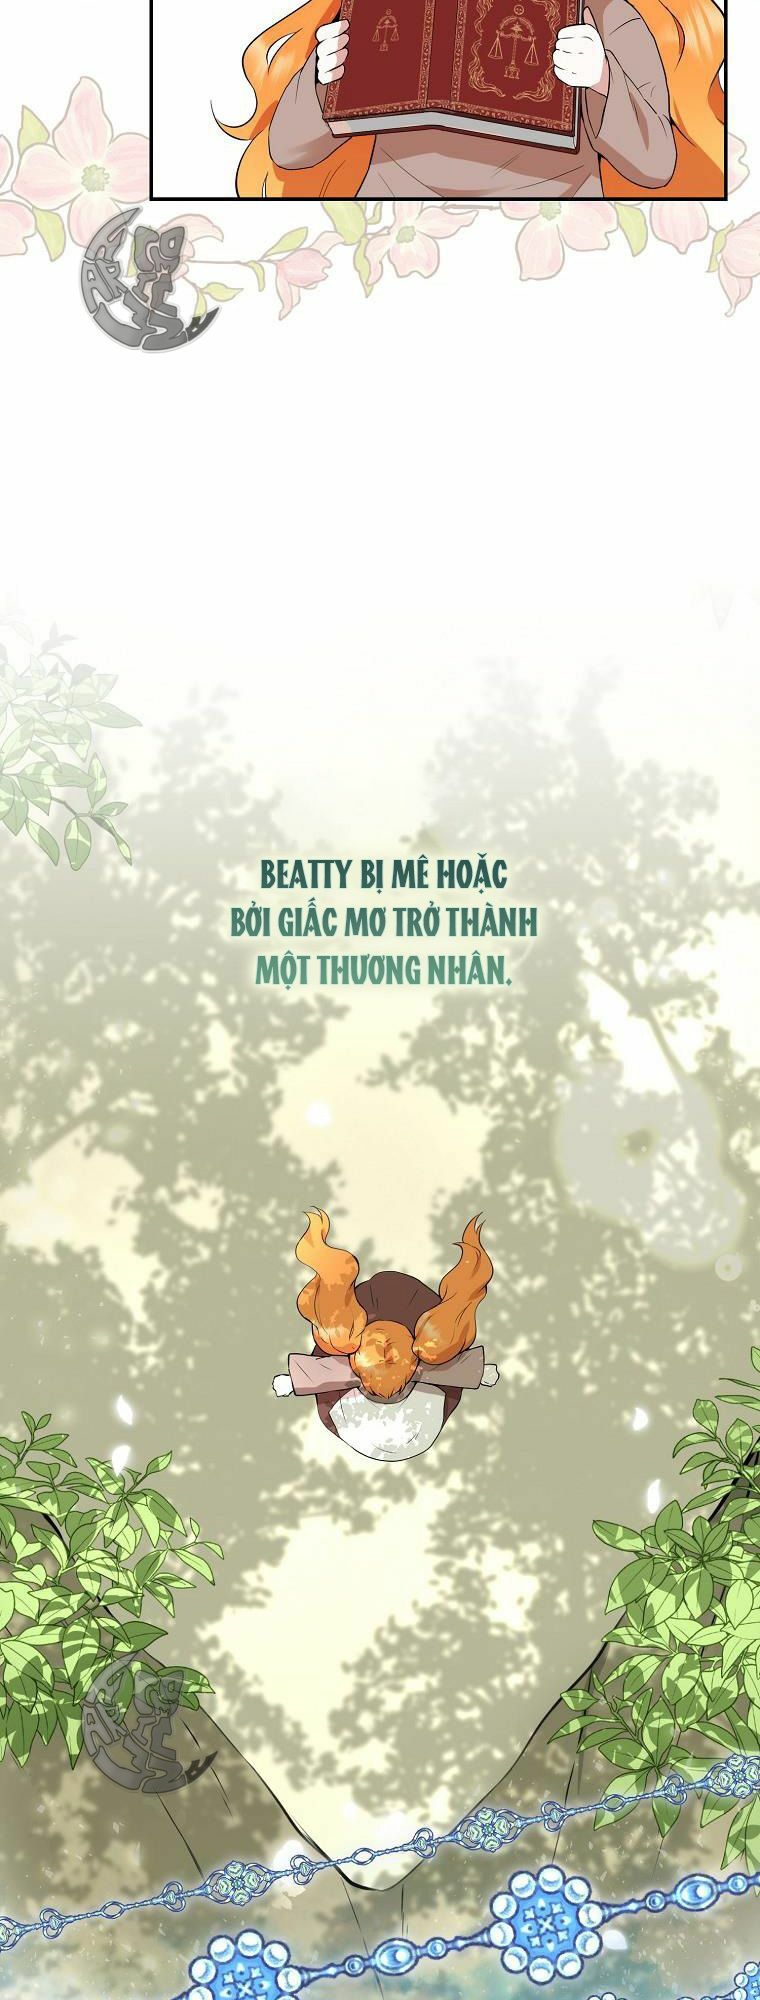 BEATTY BỊ MÊ HOẶC
BỞI GIẤC MƠ TRỞ THÀNH
MỘT THƯƠNG NHÂN.